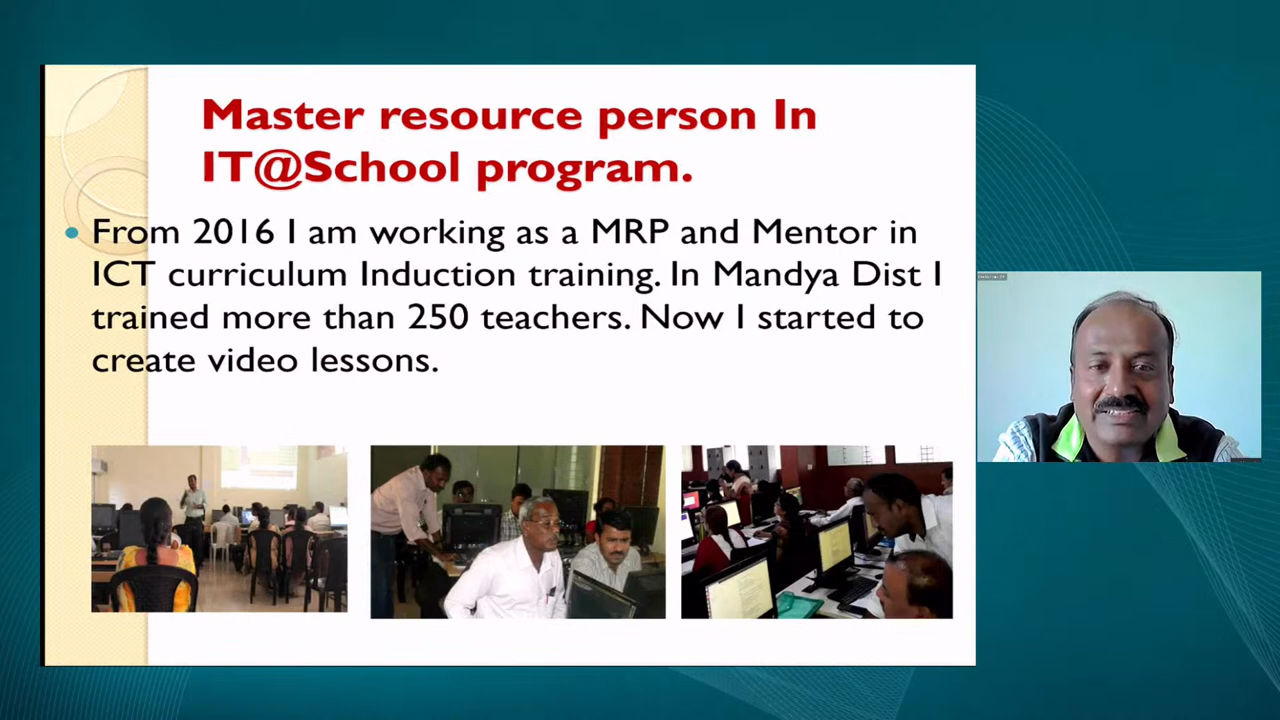 Master resource person In
IT@School program.
From 2016 I am working as a MRP and Mentor in
ICT curriculum Induction training. In Mandya Dist I
trained more than 250 teachers. Now I started to
create video lessons.